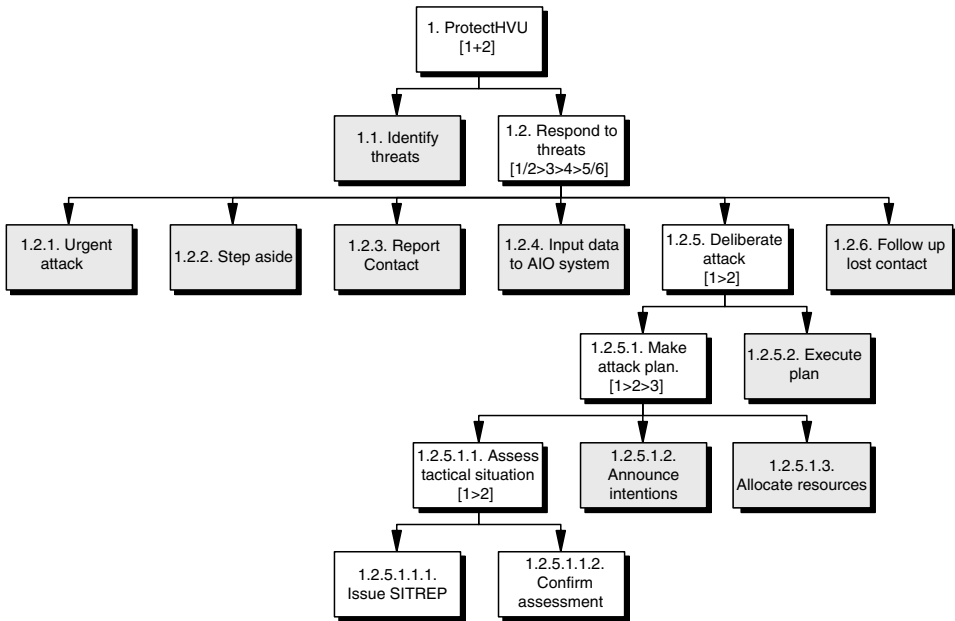 1. ProtectHVU
[1+2]
1.1. Identify
threats
1.2. Respond to
threats
[1/2>3>4>5/6]
1.2.1. Urgent
attack
1.2.2. Step aside
1.2.3. Report
Contact
1.2.4. Input data
to AIO system
1.2.5. Deliberate
attack
[1>2]
1.2.6. Follow up
lost contact
1.2.5.1. Make
attack plan.
[1>2>3]
1.2.5.2. Execute
plan
1.2.5.1.1. Assess
tactical situation
[1>2]
1.2.5.1.2.
Announce
intentions
1.2.5.1.3.
Allocate resources
1.2.5.1.1.1.
Issue SITREP
1.2.5.1.1.2.
Confirm
assessment